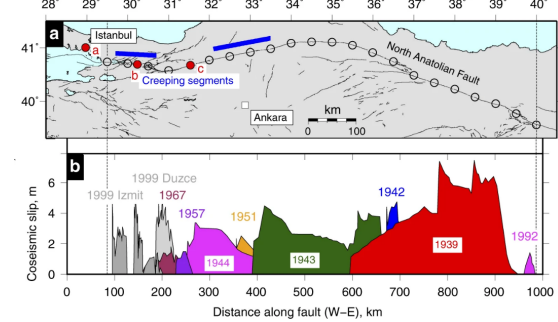 28° 29° 30° 31° 32° 33° 34° 35° 36° 37° 38° 39° 40°
a
Istanbul
41°
a
North Anatolian Fault
b
c
Creeping segments
40°
Ankara
km
0 100
b
1999 Duzce
1999 Izmit
1967
1942
1957
1951
1992
1939
1944
1943
Coseismic slip, m
6
4
2
0
0 100 200 300 400 500 600 700 800 900 1000
Distance along fault (W–E), km